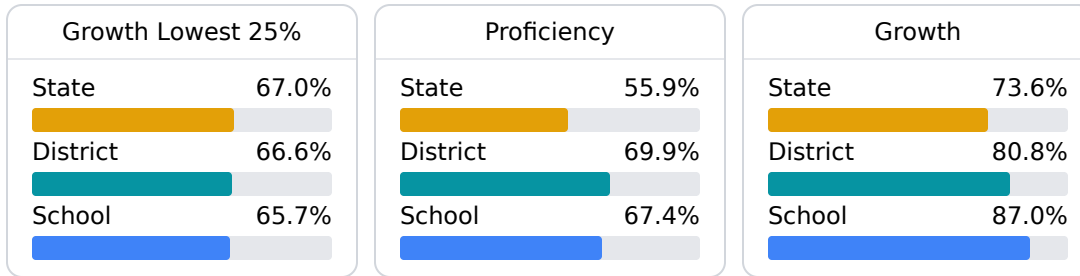 Growth Lowest 25%
State 67.0%
District 66.6%
School 65.7%
Proficiency
State 55.9%
District 69.9%
School 67.4%
Growth
State 73.6%
District 80.8%
School 87.0%